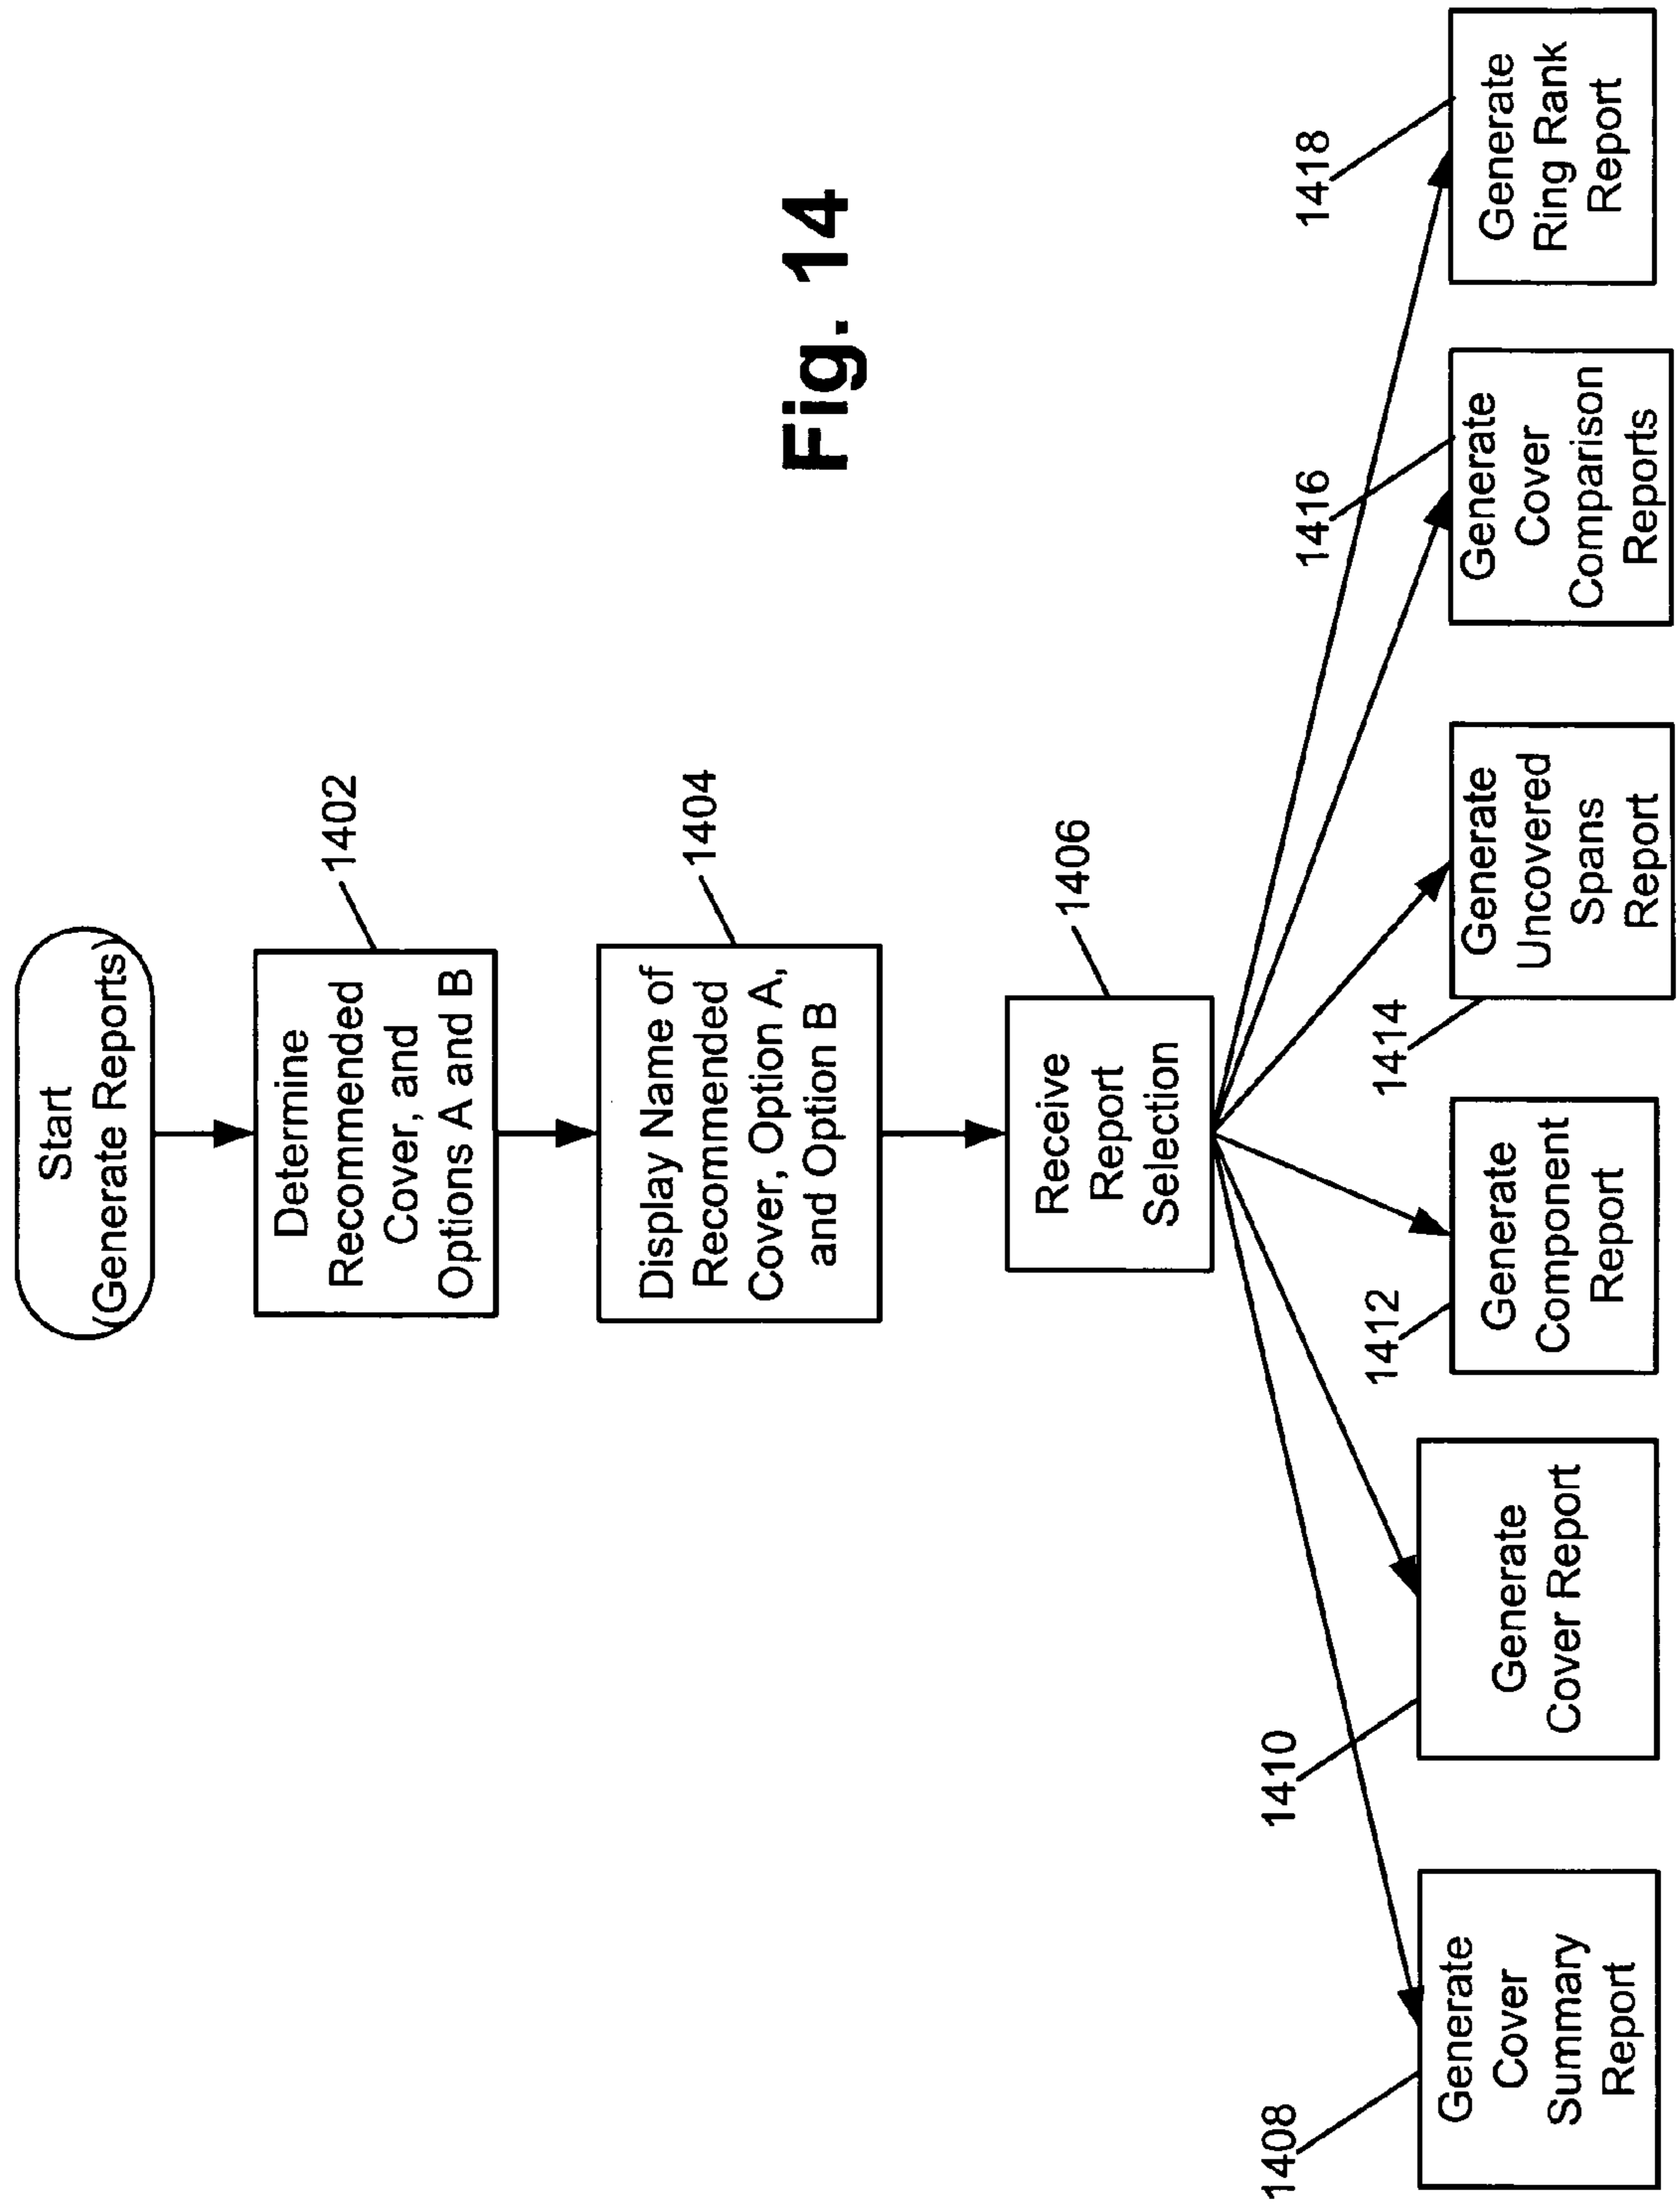 Start
(Generate Reports)
Determine
Recommended
Cover, and
Options A and B
1402
Display Name of
Recommended
Cover, Option A,
and Option B
1404
Receive
Report
Selection
1406
Fig. 14
1408
Generate
Cover
Summary
Report
1410
Generate
Cover Report
1412
Generate
Component
Report
1414
Generate
Uncovered
Spans
Report
1416
Generate
Cover
Comparison
Reports
1418
Generate
Ring Rank
Report